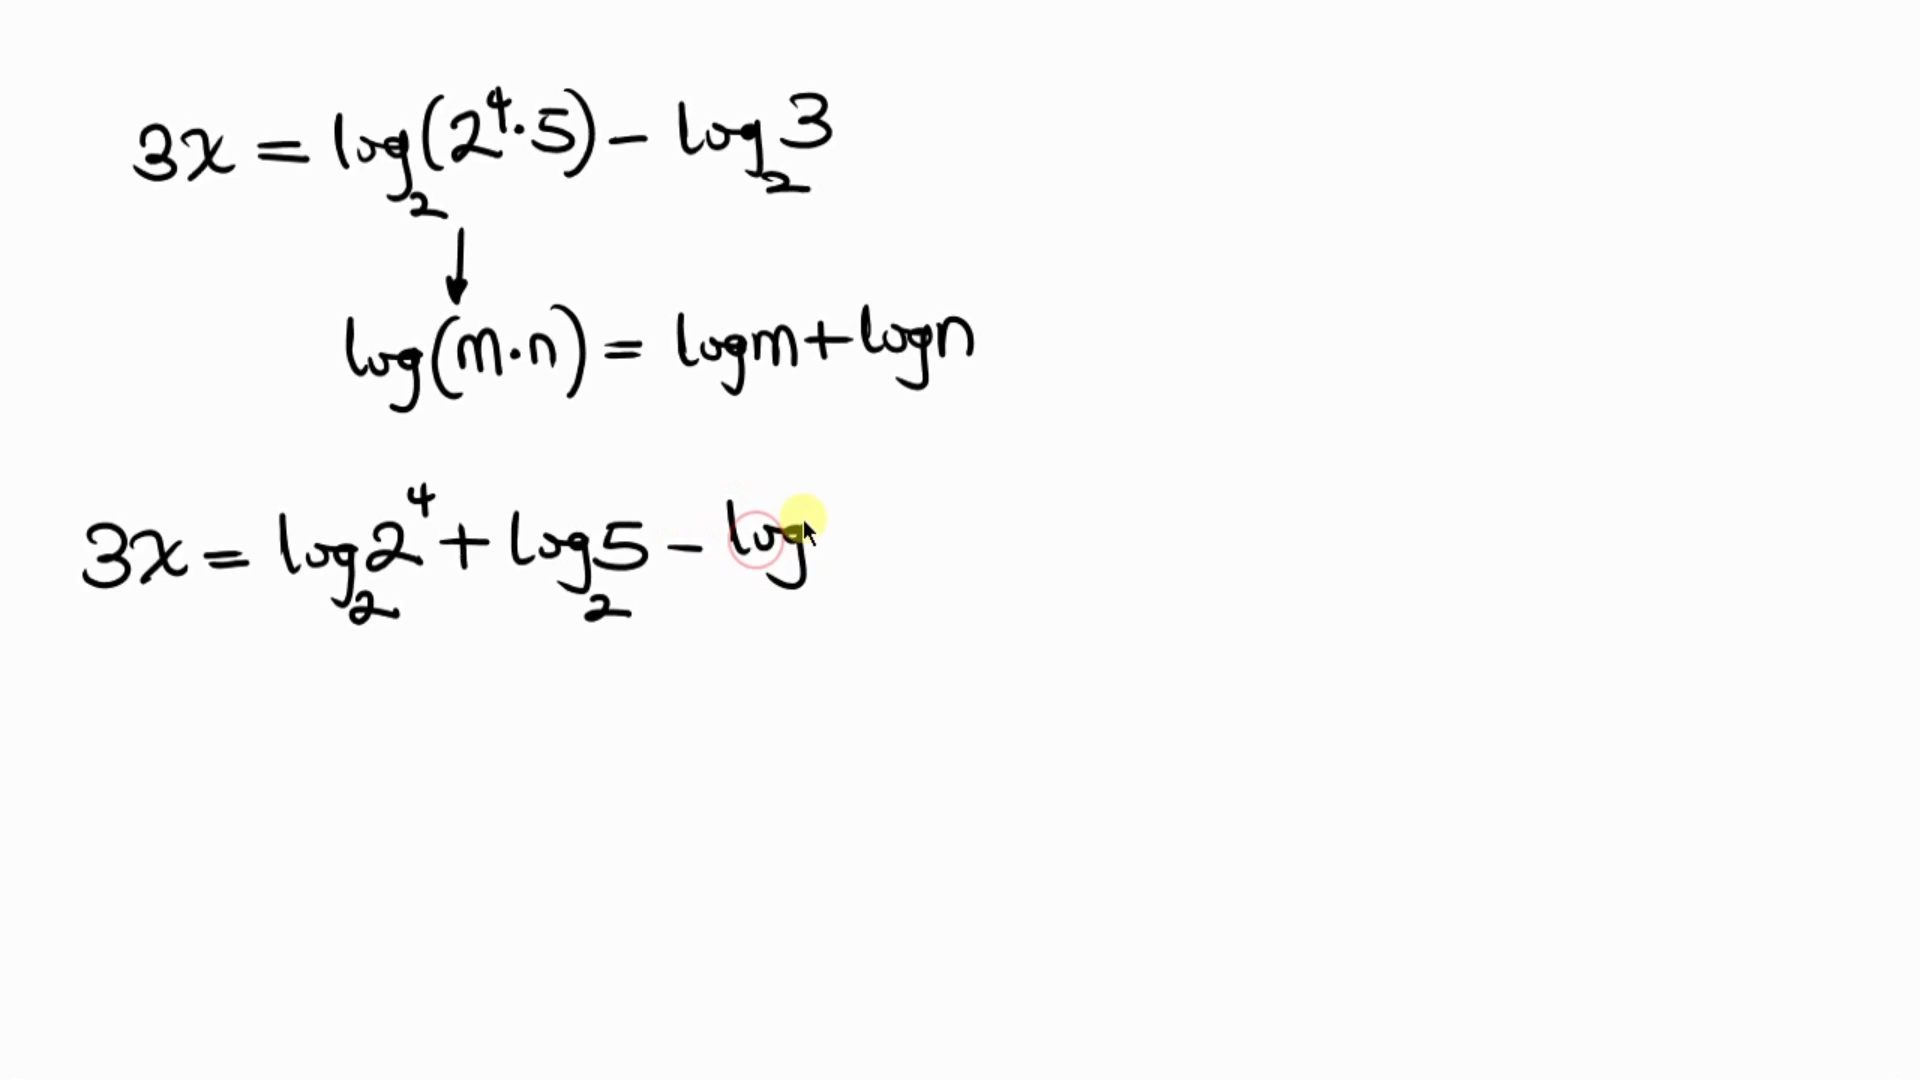 3x = log₂(2⁴·5) − log₂3
log(m·n) = logm + logn
3x = log₂2⁴ + log₂5 − log